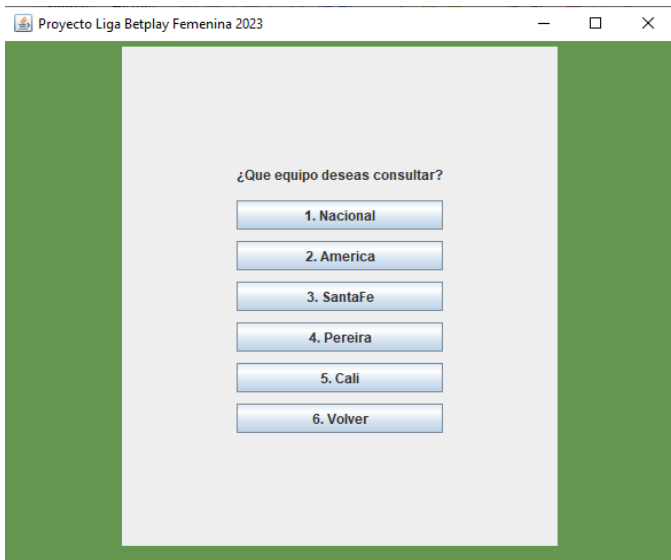 Proyecto Liga Betplay Femenina 2023
¿Que equipo deseas consultar?
1. Nacional
2. America
3. SantaFe
4. Pereira
5. Cali
6. Volver